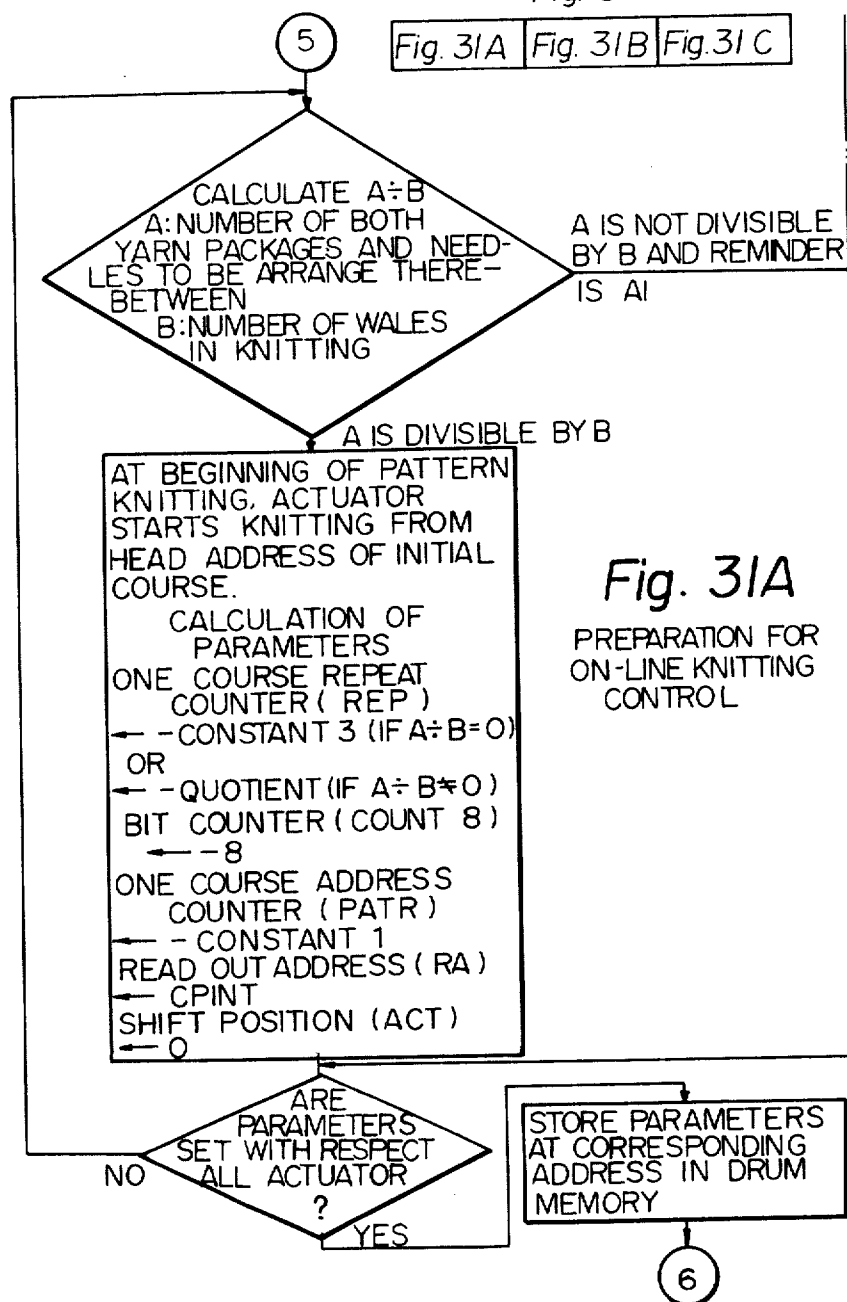 5
Fig. 31A Fig. 31B Fig. 31C
CALCULATE A÷B
A:NUMBER OF BOTH
YARN PACKAGES AND NEED-
LES TO BE ARRANGE THERE-
BETWEEN
B:NUMBER OF WALES
IN KNITTING
A IS NOT DIVISIBLE
BY B AND REMINDER
IS A1
A IS DIVISIBLE BY B
AT BEGINNING OF PATTERN
KNITTING, ACTUATOR
STARTS KNITTING FROM
HEAD ADDRESS OF INITIAL
COURSE.
CALCULATION OF
PARAMETERS
ONE COURSE REPEAT
COUNTER ( REP )
← -CONSTANT 3 (IF A÷B=0)
OR
← -QUOTIENT (IF A÷B≠0)
BIT COUNTER ( COUNT 8 )
← -8
ONE COURSE ADDRESS
COUNTER (PATR )
← - CONSTANT 1
READ OUT ADDRESS ( RA )
← CPINT
SHIFT POSITION (ACT)
← 0
Fig. 31A
PREPARATION FOR
ON-LINE KNITTING
CONTROL
ARE
PARAMETERS
SET WITH RESPECT
ALL ACTUATOR
?
NO
YES
STORE PARAMETERS
AT CORRESPONDING
ADDRESS IN DRUM
MEMORY
6